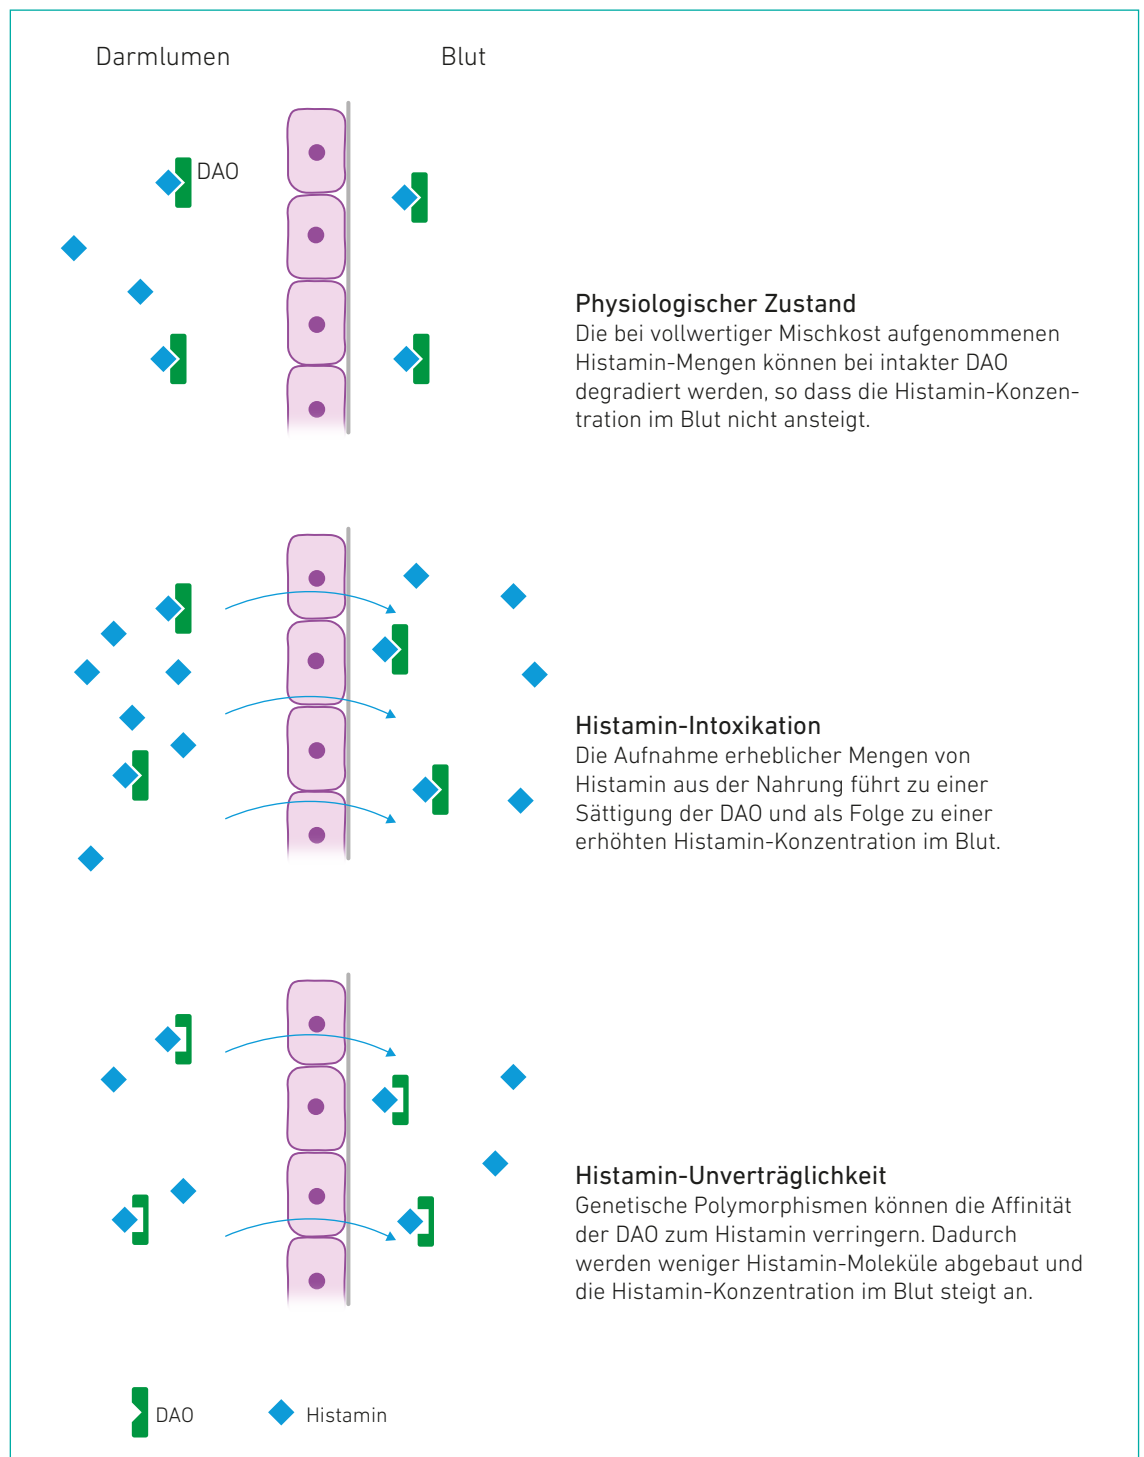 Darmlumen
Blut
DAO
Physiologischer Zustand
Die bei vollwertiger Mischkost aufgenommenen
Histamin-Mengen können bei intakter DAO
degradiert werden, so dass die Histamin-Konzen-
tration im Blut nicht ansteigt.
Histamin-Intoxikation
Die Aufnahme erheblicher Mengen von
Histamin aus der Nahrung führt zu einer
Sättigung der DAO und als Folge zu einer
erhöhten Histamin-Konzentration im Blut.
Histamin-Unverträglichkeit
Genetische Polymorphismen können die Affinität
der DAO zum Histamin verringern. Dadurch
werden weniger Histamin-Moleküle abgebaut und
die Histamin-Konzentration im Blut steigt an.
DAO
Histamin